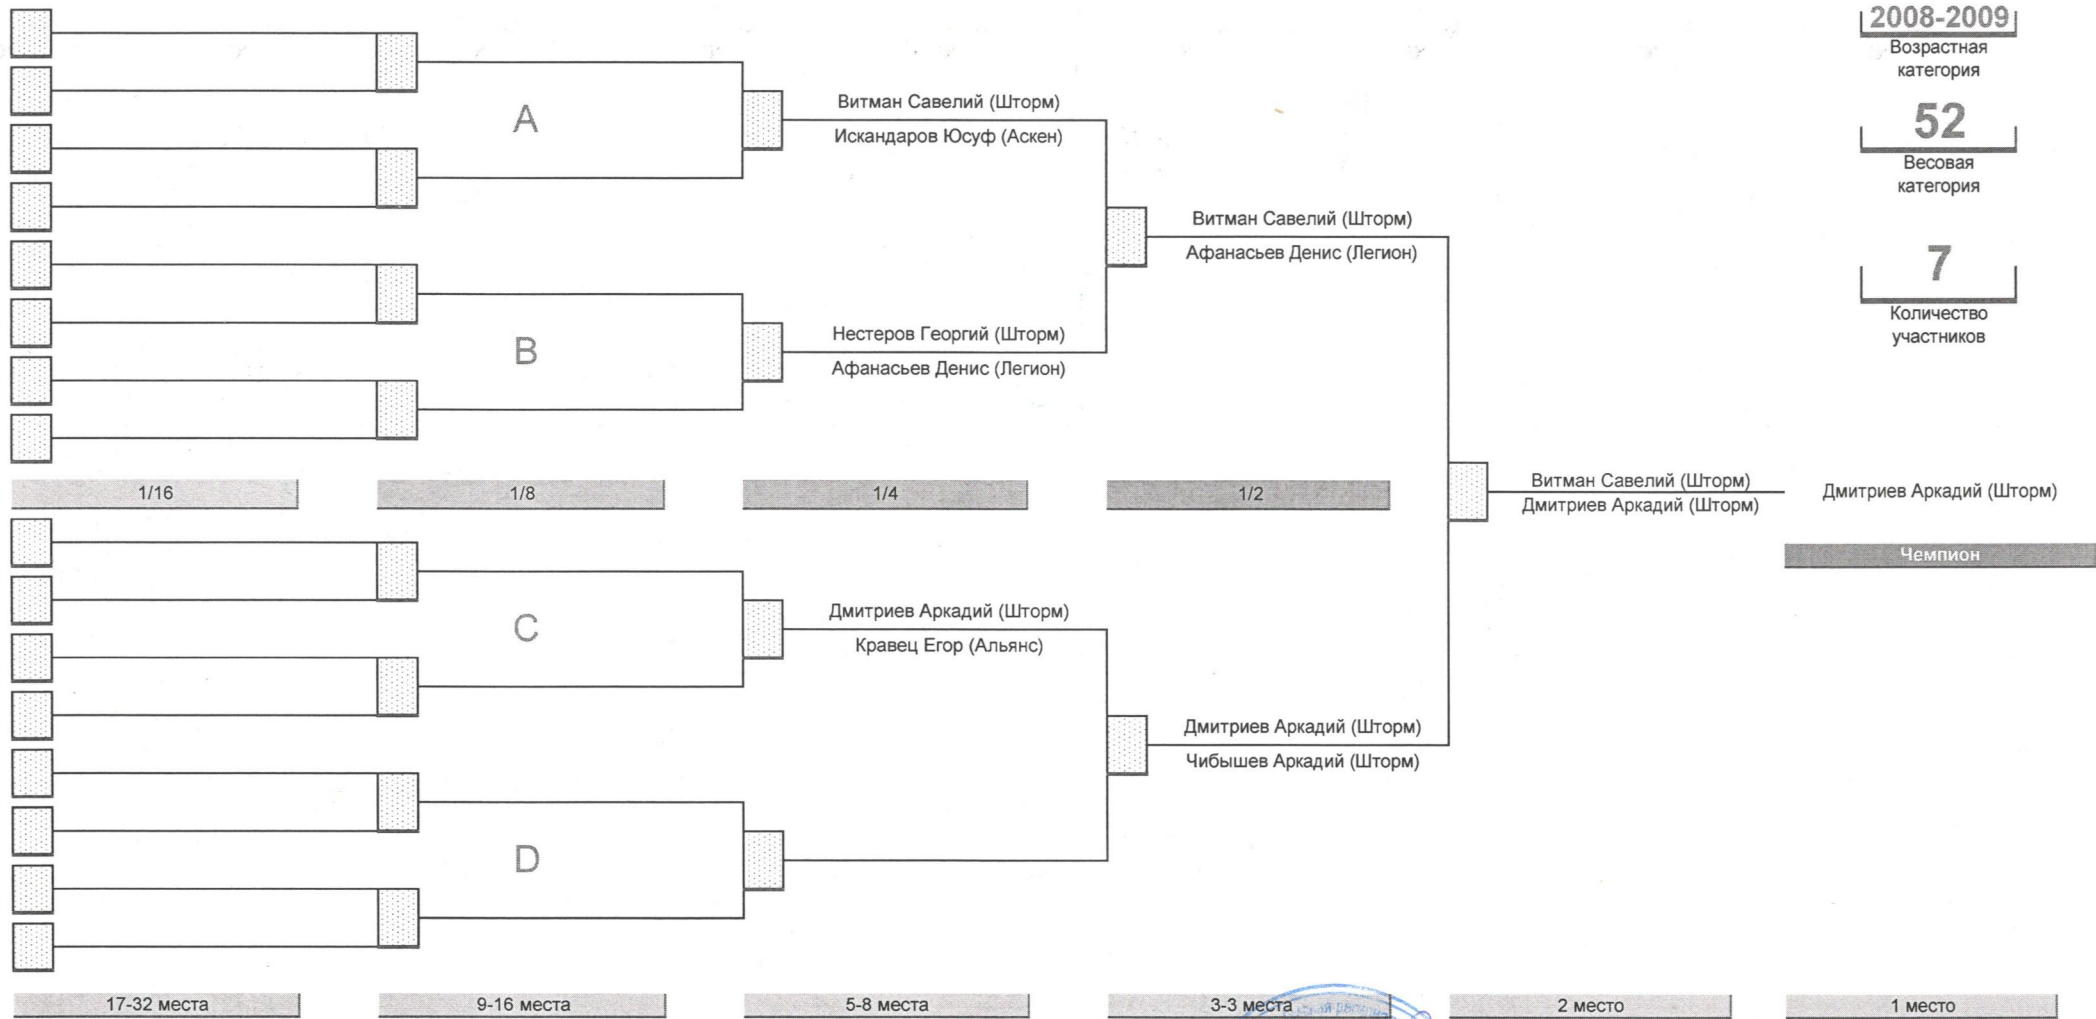 2008-2009
Возрастная
категория
52
Весовая
категория
7
Количество
участников
A
Витман Савелий (Шторм)
Искандаров Юсуф (Аскен)
Витман Савелий (Шторм)
Афанасьев Денис (Легион)
B
Нестеров Георгий (Шторм)
Афанасьев Денис (Легион)
1/16
1/8
1/4
1/2
Витман Савелий (Шторм)
Дмитриев Аркадий (Шторм)
Дмитриев Аркадий (Шторм)
Чемпион
C
Дмитриев Аркадий (Шторм)
Кравец Егор (Альянс)
Дмитриев Аркадий (Шторм)
Чибышев Аркадий (Шторм)
D
17-32 места
9-16 места
5-8 места
3-3 места
2 место
1 место